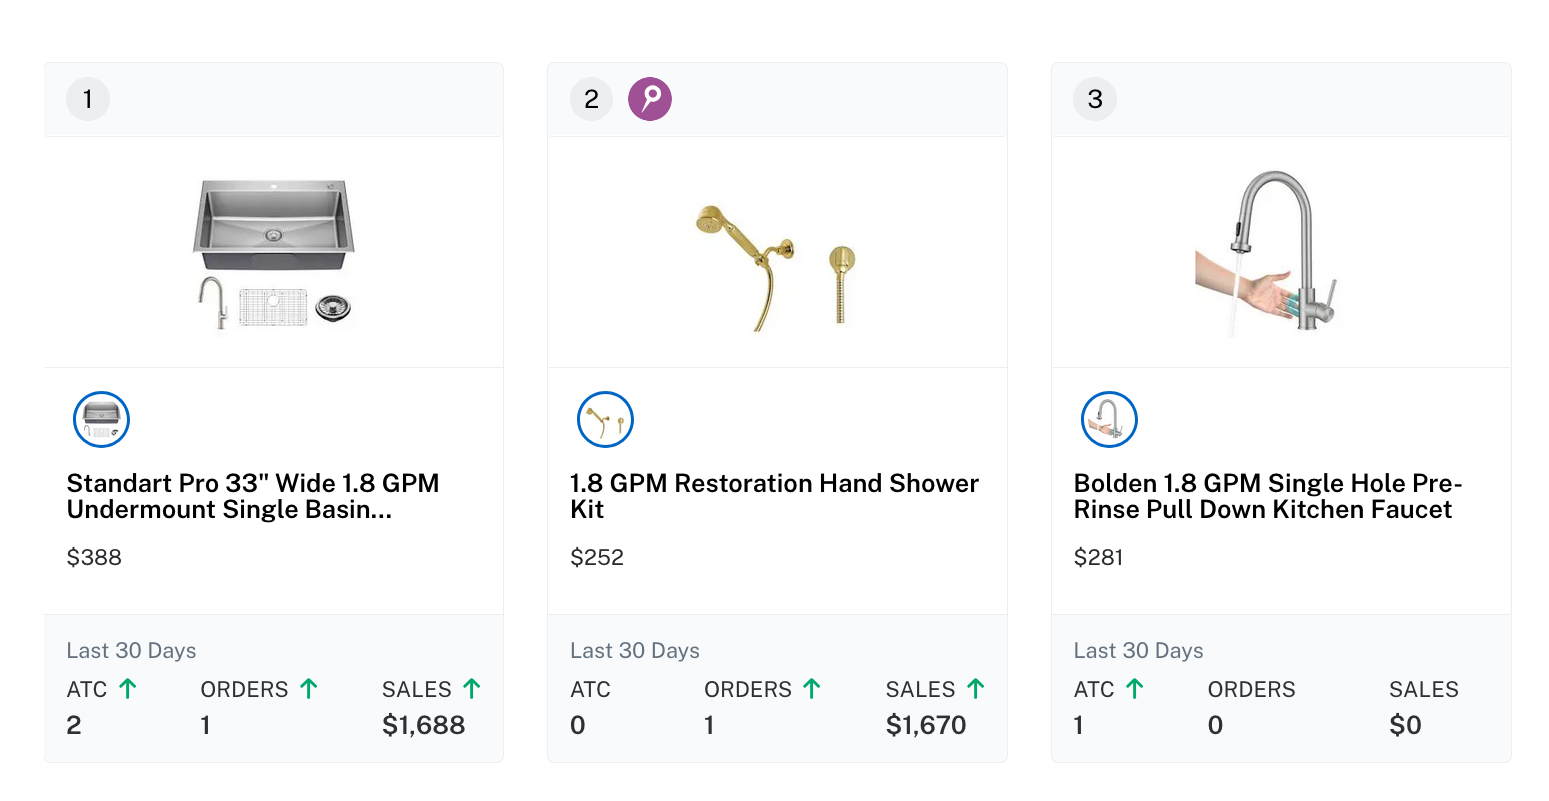 1
2
3
Standart Pro 33" Wide 1.8 GPM
Undermount Single Basin...
$388
Last 30 Days
ATC ORDERS SALES
2 1 $1,688
1.8 GPM Restoration Hand Shower
Kit
$252
Last 30 Days
ATC ORDERS SALES
0 1 $1,670
Bolden 1.8 GPM Single Hole Pre-
Rinse Pull Down Kitchen Faucet
$281
Last 30 Days
ATC ORDERS SALES
1 0 $0